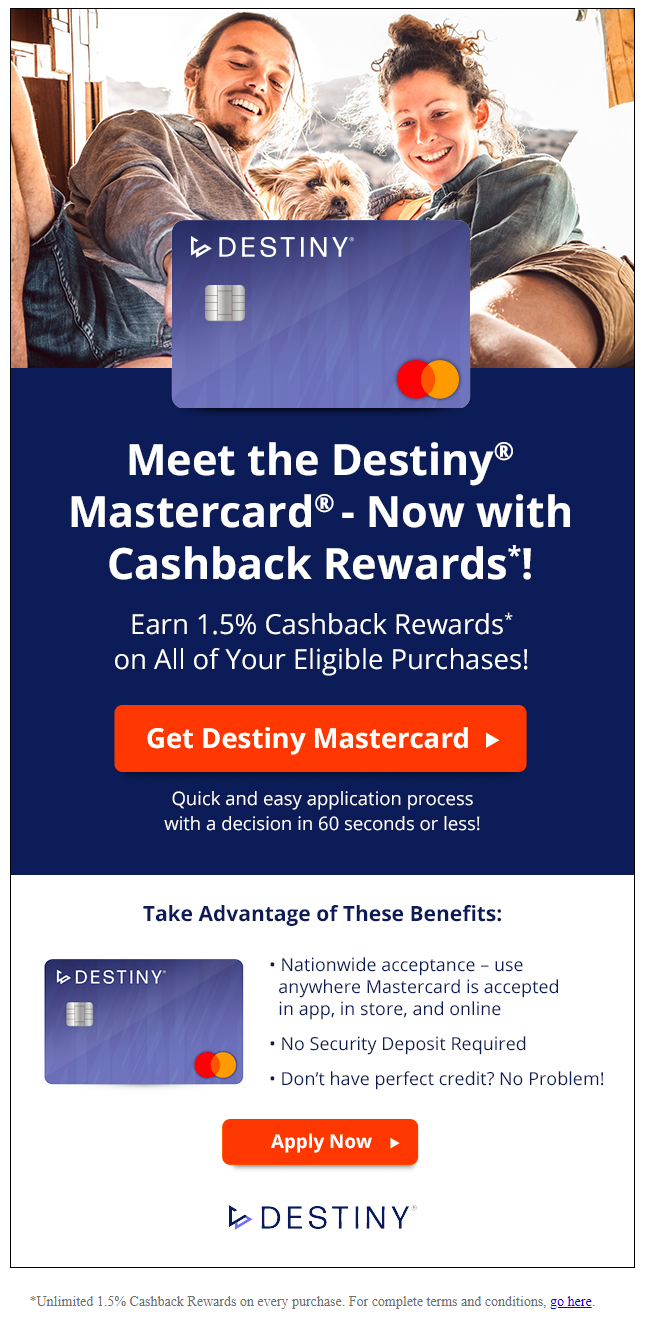 DESTINY®
Meet the Destiny®
Mastercard® - Now with
Cashback Rewards*!
Earn 1.5% Cashback Rewards*
on All of Your Eligible Purchases!
Get Destiny Mastercard
Quick and easy application process
with a decision in 60 seconds or less!
Take Advantage of These Benefits:
DESTINY®
• Nationwide acceptance – use
anywhere Mastercard is accepted
in app, in store, and online
• No Security Deposit Required
• Don't have perfect credit? No Problem!
Apply Now
DESTINY®
*Unlimited 1.5% Cashback Rewards on every purchase. For complete terms and conditions, go here.